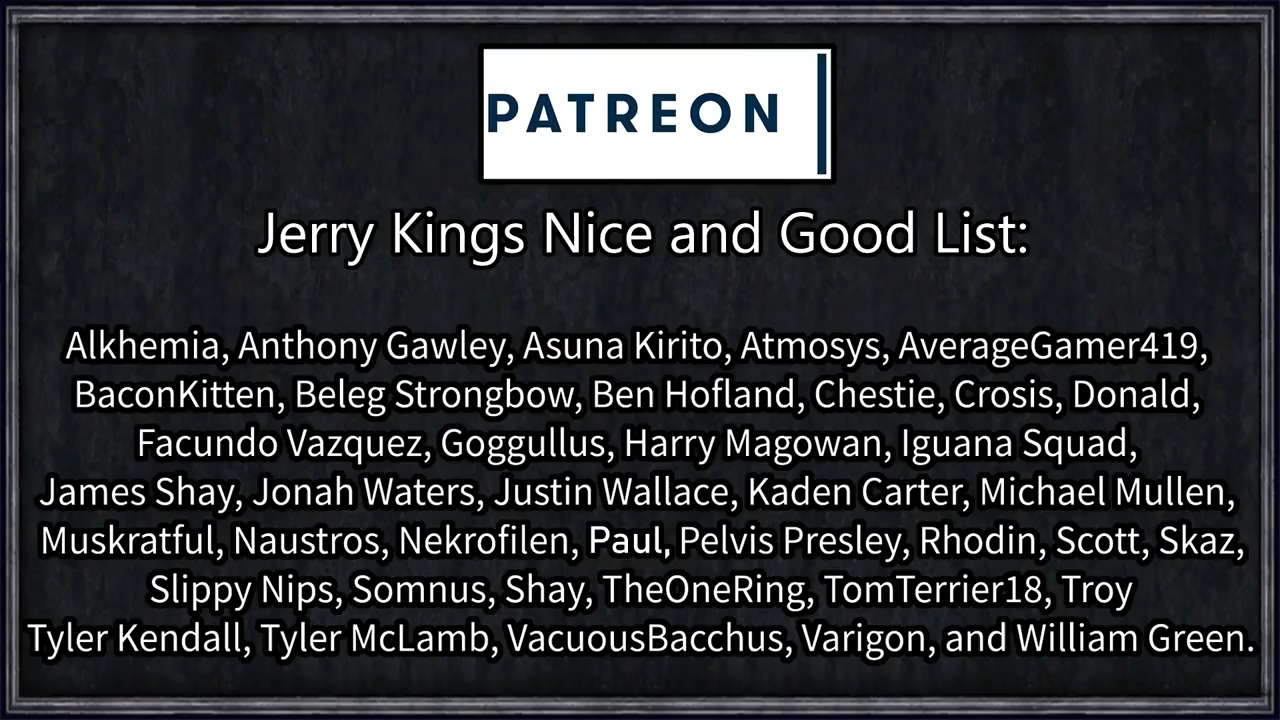 PATREON
Jerry Kings Nice and Good List:
Alkhemia, Anthony Gawley, Asuna Kirito, Atmosys, AverageGamer419,
BaconKitten, Beleg Strongbow, Ben Hofland, Chestie, Crosis, Donald,
Facundo Vazquez, Goggullus, Harry Magowan, Iguana Squad,
James Shay, Jonah Waters, Justin Wallace, Kaden Carter, Michael Mullen,
Muskratful, Naustros, Nekrofilen, Paul, Pelvis Presley, Rhodin, Scott, Skaz,
Slippy Nips, Somnus, Shay, TheOneRing, TomTerrier18, Troy
Tyler Kendall, Tyler McLamb, VacuousBacchus, Varigon, and William Green.